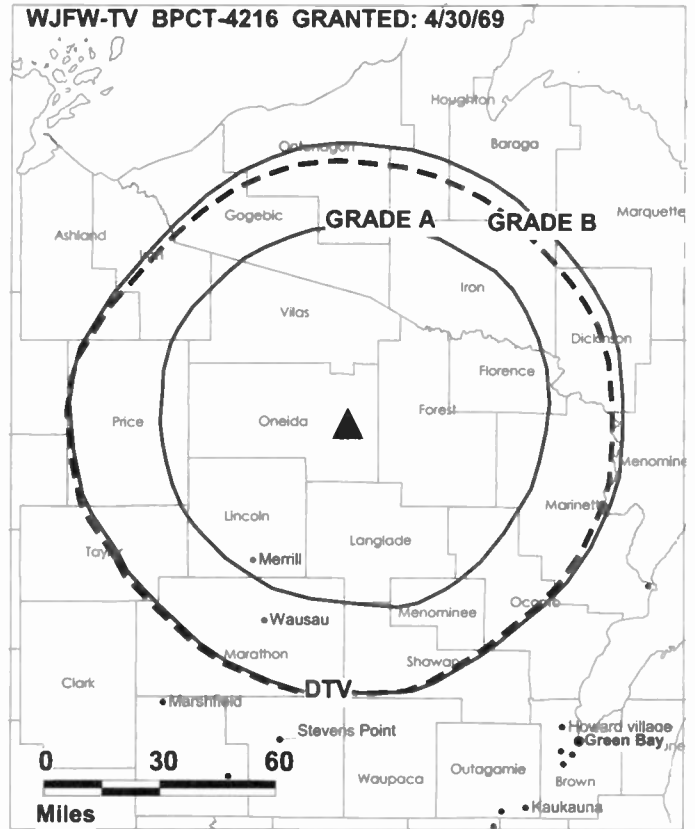 WJFW-TV BPCT-4216 GRANTED: 4/30/69
Houghton
Ontonagon
Baraga
Gogebic
GRADE A
GRADE B
Marquette
Ashland
Iron
Iron
Vilas
Dickinson
Florence
Price
Oneida
Forest
Menomine
Marinette
Lincoln
Langlade
Taylor
Merrill
Oconto
Menominee
Wausau
Marathon
Shawano
Clark
DTV
Marshfield
Stevens Point
Howard village
Green Bay
0 30 60
Waupaca
Outagamie
Brown
Kaukauna
Miles